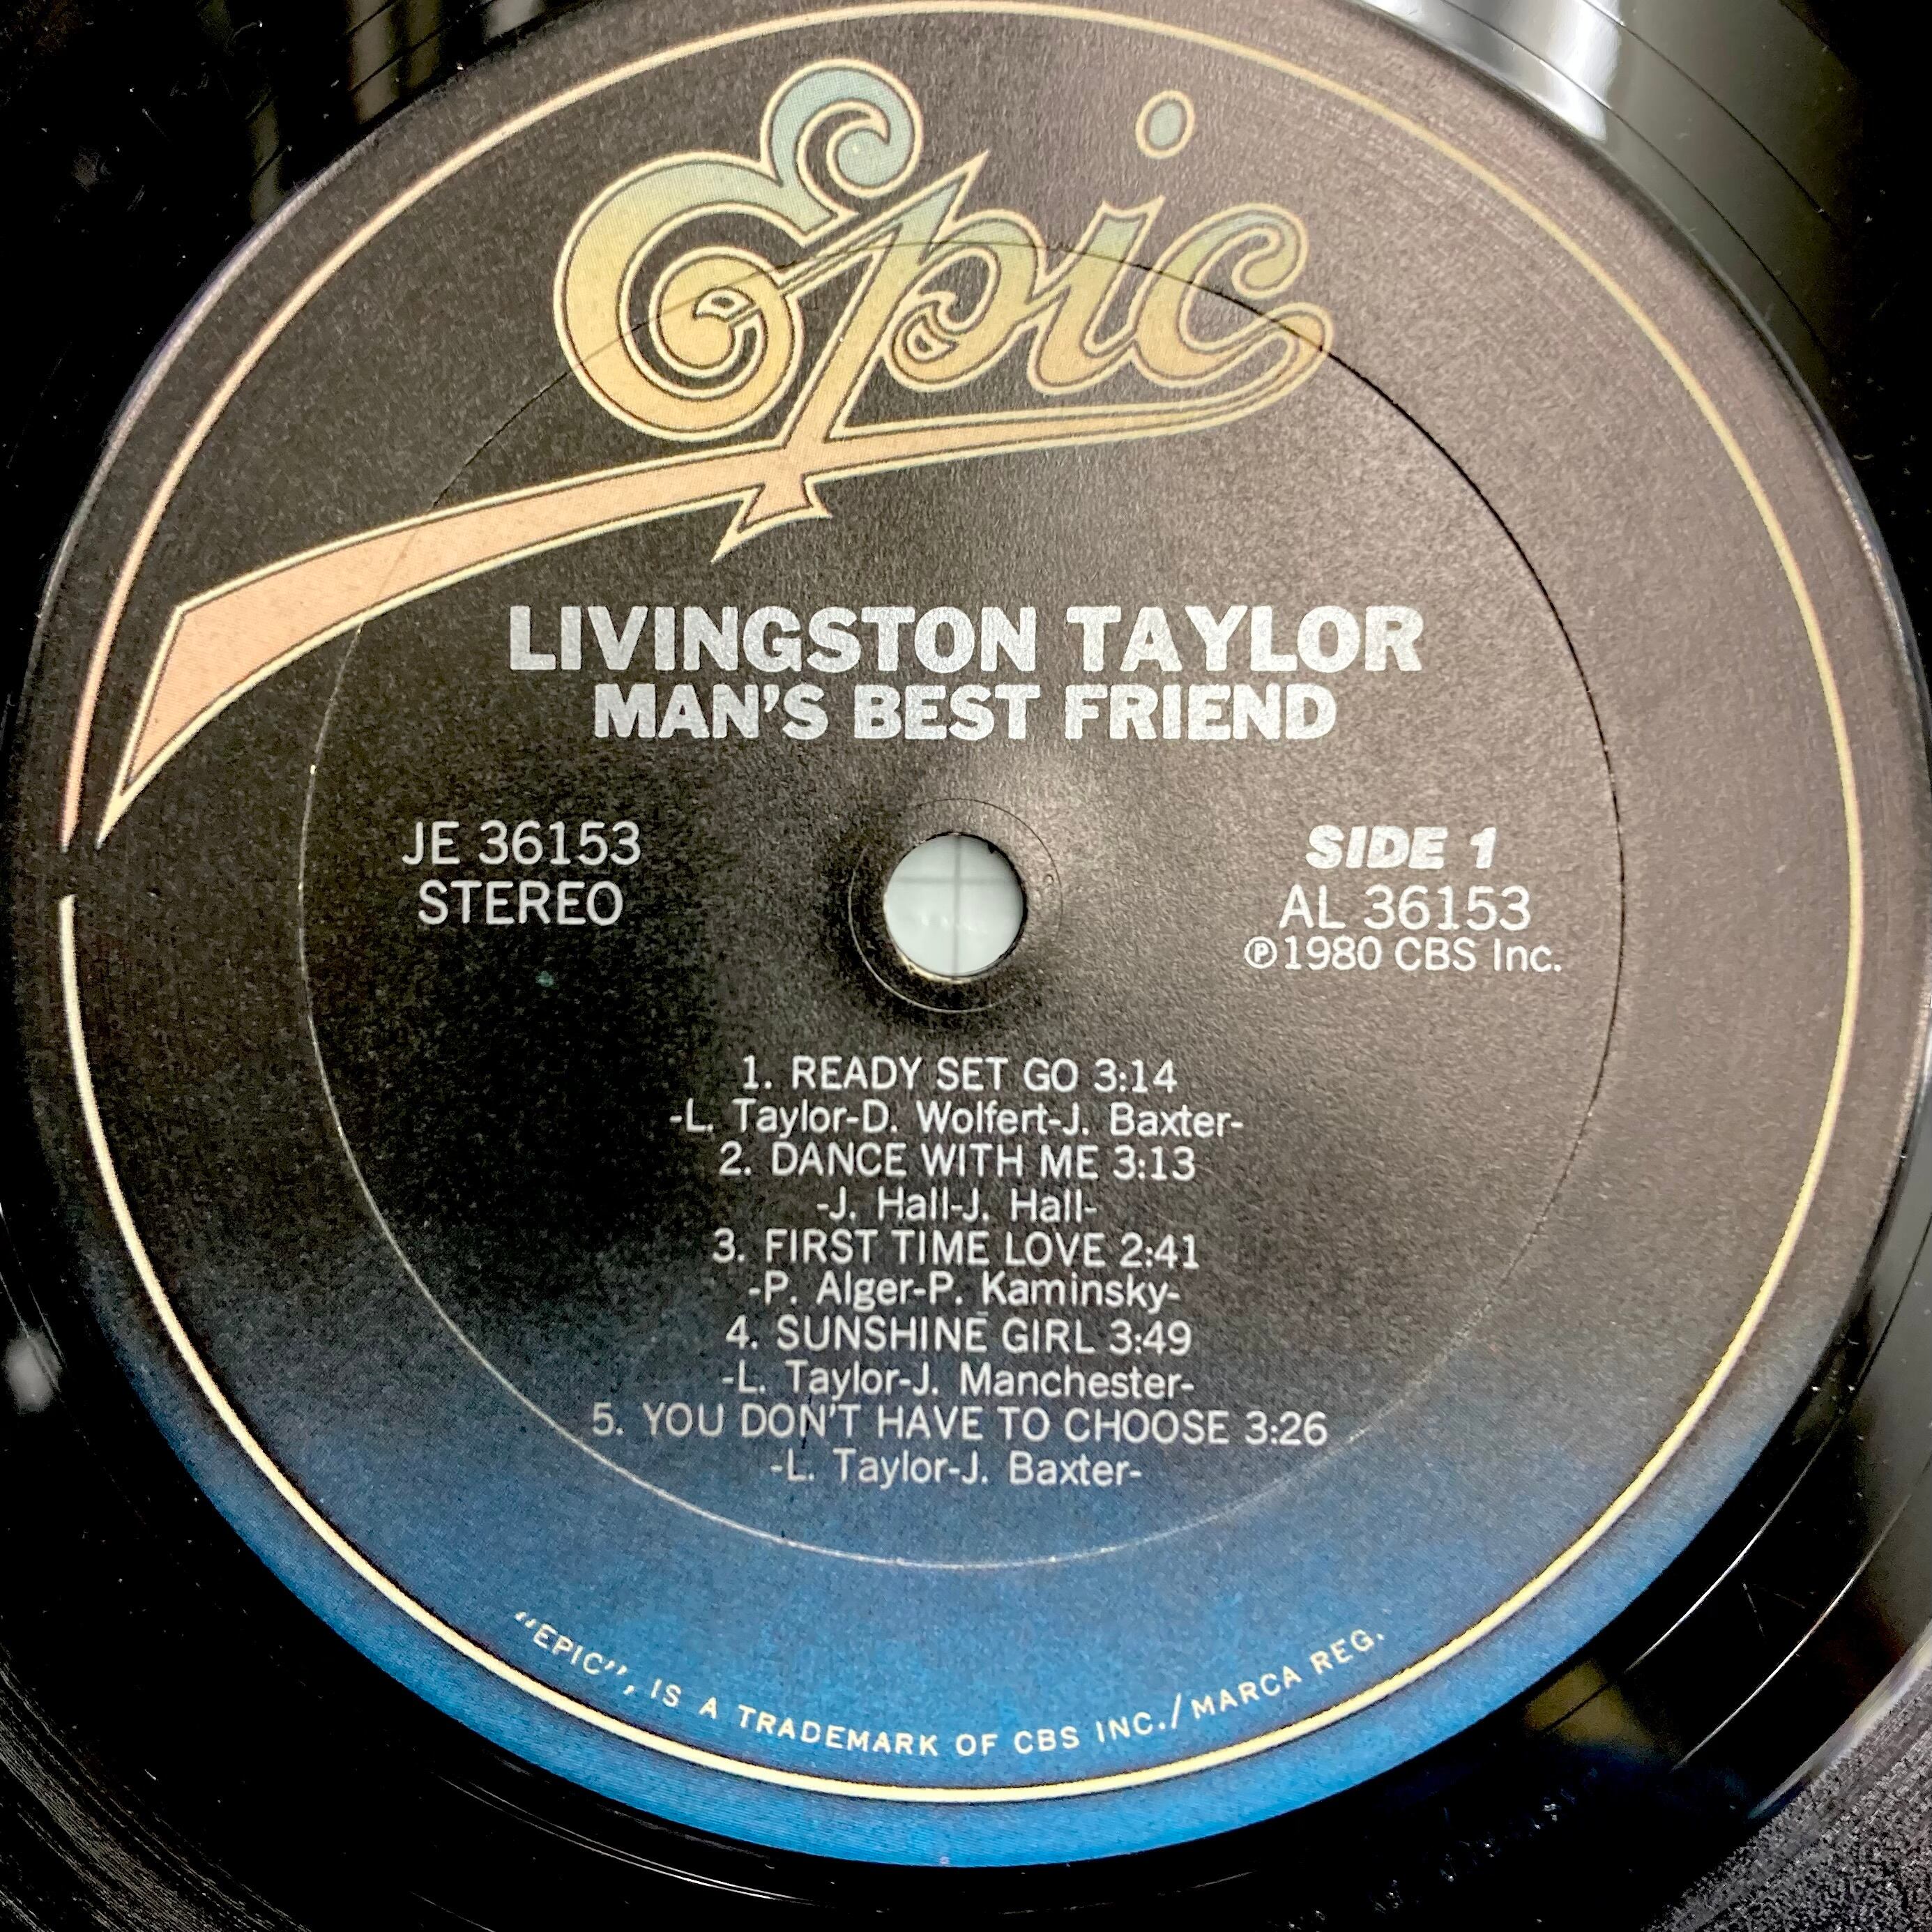 Epic
LIVINGSTON TAYLOR
MAN'S BEST FRIEND
JE 36153
STEREO
SIDE 1
AL 36153
℗1980 CBS Inc.
1. READY SET GO 3:14
-L. Taylor-D. Wolfert-J. Baxter-
2. DANCE WITH ME 3:13
-J. Hall-J. Hall-
3. FIRST TIME LOVE 2:41
-P. Alger-P. Kaminsky-
4. SUNSHINE GIRL 3:49
-L. Taylor-J. Manchester-
5. YOU DON'T HAVE TO CHOOSE 3:26
-L. Taylor-J. Baxter-
"EPIC", IS A TRADEMARK OF CBS INC./MARCA REG.